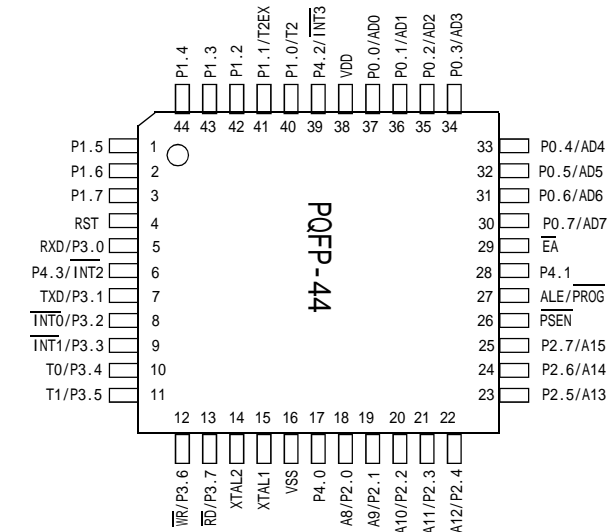 P1.4
P1.3
P1.2
P1.1/T2EX
P1.0/T2
P4.2/INT3
VDD
P0.0/AD0
P0.1/AD1
P0.2/AD2
P0.3/AD3
44 43 42 41 40 39 38 37 36 35 34
P1.5 1
P1.6 2
P1.7 3
RST 4
RXD/P3.0 5
P4.3/INT2 6
TXD/P3.1 7
INT0/P3.2 8
INT1/P3.3 9
T0/P3.4 10
T1/P3.5 11
PQFP-44
33 P0.4/AD4
32 P0.5/AD5
31 P0.6/AD6
30 P0.7/AD7
29 EA
28 P4.1
27 ALE/PROG
26 PSEN
25 P2.7/A15
24 P2.6/A14
23 P2.5/A13
12 13 14 15 16 17 18 19 20 21 22
WR/P3.6
RD/P3.7
XTAL2
XTAL1
VSS
P4.0
A8/P2.0
A9/P2.1
A10/P2.2
A11/P2.3
A12/P2.4